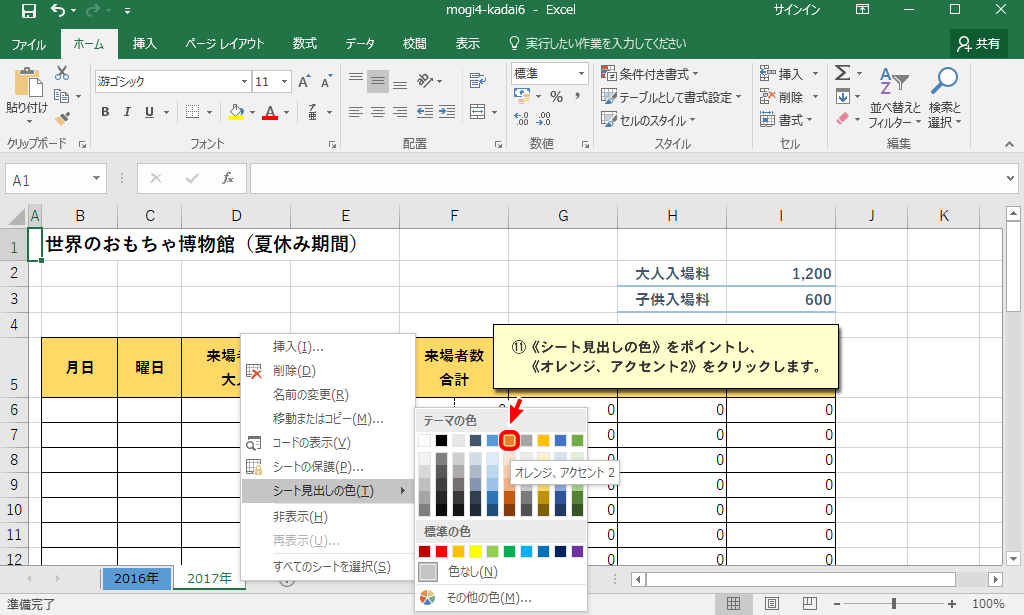 mogi4-kadai6 - Excel
サインイン
ファイル ホーム 挿入 ページレイアウト 数式 データ 校閲 表示 実行したい作業を入力してください 共有
貼り付け
クリップボード
游ゴシック 11
B I U
フォント
配置
標準
%
数値
条件付き書式
テーブルとして書式設定
セルのスタイル
スタイル
挿入
削除
書式
セル
並べ替えと
フィルター
検索と
選択
編集
A1
fx
A B C D E F G H I J K
1 世界のおもちゃ博物館（夏休み期間）
2 大人入場料 1,200
3 子供入場料 600
4
5 月日 曜日
来場者数
合計
⑪《シート見出しの色》をポイントし、
《オレンジ、アクセント2》をクリックします。
6 0 0 0
7 0 0 0
8 0 0 0
9 0 0 0
10 0 0 0
11 0 0 0
12 0 0 0
挿入(I)...
削除(D)
名前の変更(R)
移動またはコピー(M)...
コードの表示(V)
シートの保護(P)...
シート見出しの色(T)
非表示(H)
再表示(U)...
すべてのシートを選択(S)
テーマの色
オレンジ、アクセント 2
標準の色
色なし(N)
その他の色(M)...
2016年 2017年
準備完了
100%